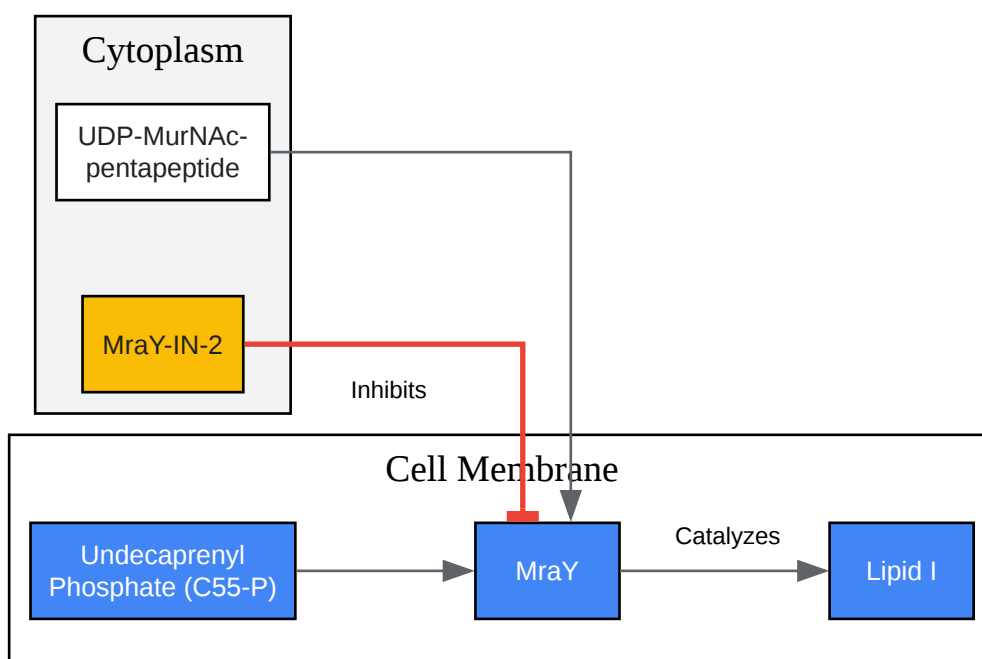 Cytoplasm
UDP-MurNAc-
pentapeptide
MraY-IN-2
Inhibits
Cell Membrane
Undecaprenyl
Phosphate (C55-P)
MraY
Catalyzes
Lipid I